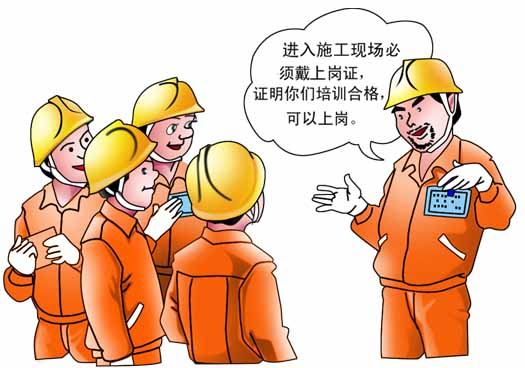 进入施工现场必
须戴上岗证，
证明你们培训合格，
可以上岗。